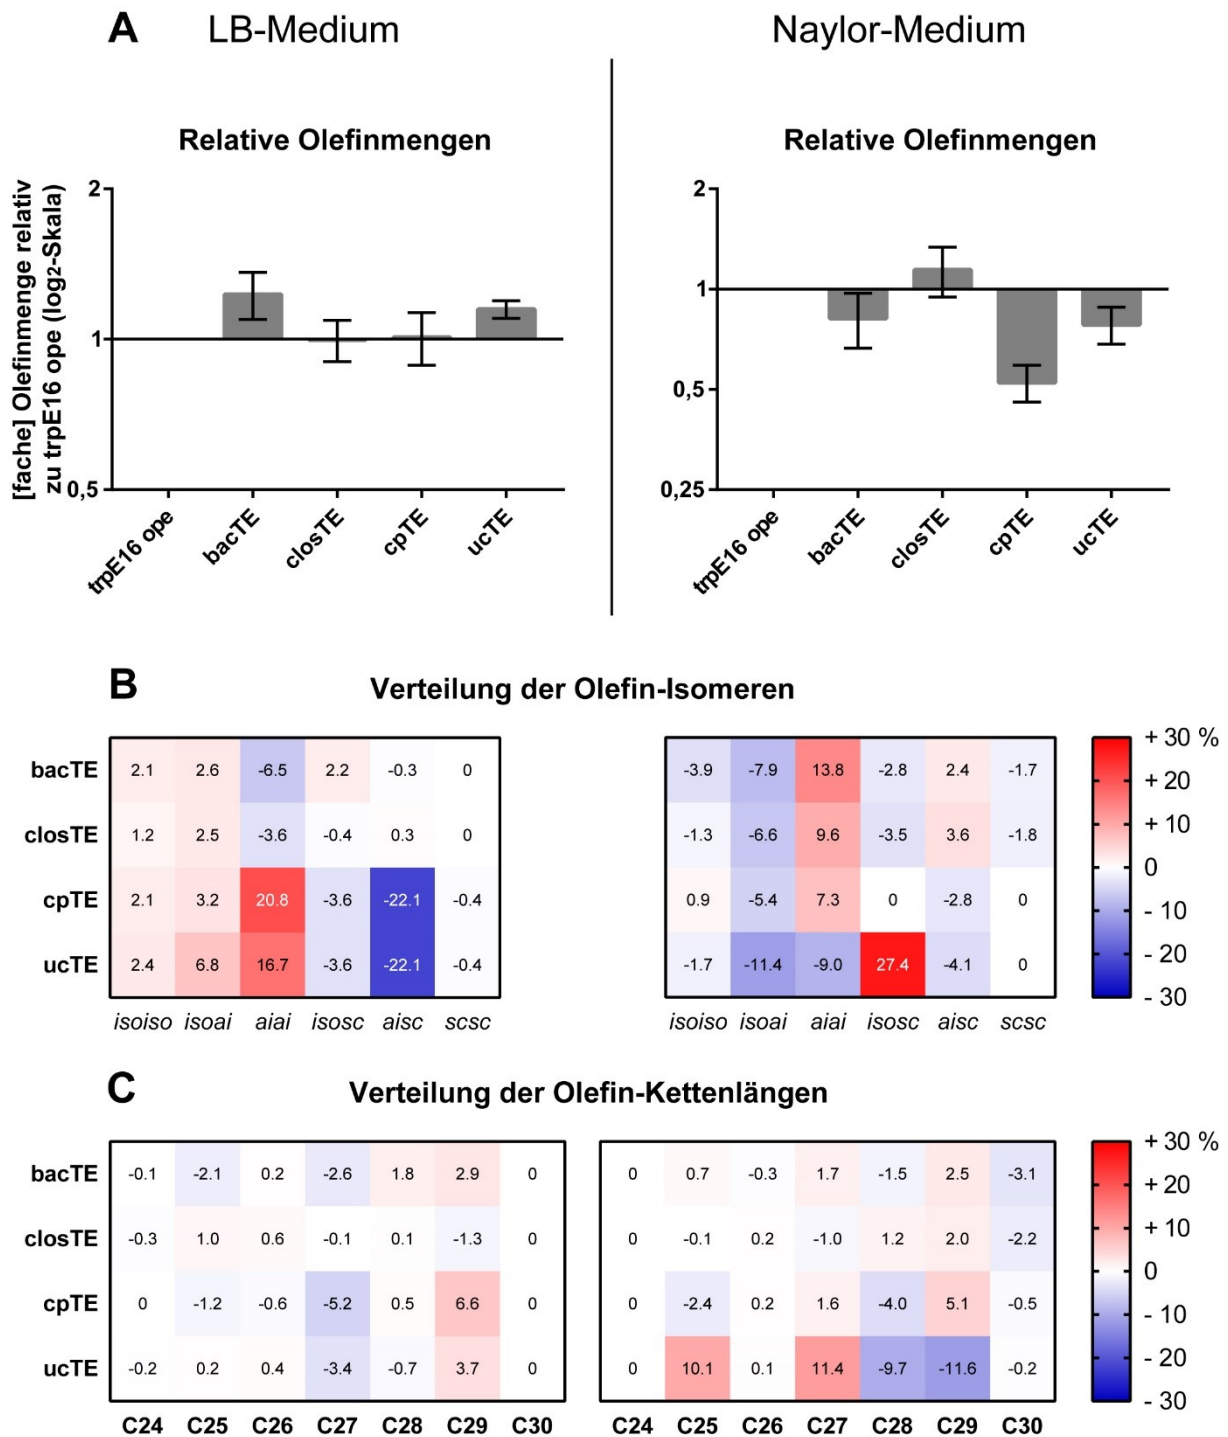 A LB-Medium Naylor-Medium
Relative Olefinmengen Relative Olefinmengen
[fache] Olefinmenge relativ
zu trpE16 ope (log2-Skala)
2
1
0,5
trpE16 ope bacTE closTE cpTE ucTE
2
1
0,5
0,25
trpE16 ope bacTE closTE cpTE ucTE
B Verteilung der Olefin-Isomeren
bacTE 2.1 2.6 -6.5 2.2 -0.3 0 -3.9 -7.9 13.8 -2.8 2.4 -1.7
closTE 1.2 2.5 -3.6 -0.4 0.3 0 -1.3 -6.6 9.6 -3.5 3.6 -1.8
cpTE 2.1 3.2 20.8 -3.6 -22.1 -0.4 0.9 -5.4 7.3 0 -2.8 0
ucTE 2.4 6.8 16.7 -3.6 -22.1 -0.4 -1.7 -11.4 -9.0 27.4 -4.1 0
isoiso isoai aiai isosc aisc scsc isoiso isoai aiai isosc aisc scsc
+ 30 %
+ 20
+ 10
0
- 10
- 20
- 30
C Verteilung der Olefin-Kettenlängen
bacTE -0.1 -2.1 0.2 -2.6 1.8 2.9 0 0 0.7 -0.3 1.7 -1.5 2.5 -3.1
closTE -0.3 1.0 0.6 -0.1 0.1 -1.3 0 0 -0.1 0.2 -1.0 1.2 2.0 -2.2
cpTE 0 -1.2 -0.6 -5.2 0.5 6.6 0 0 -2.4 0.2 1.6 -4.0 5.1 -0.5
ucTE -0.2 0.2 0.4 -3.4 -0.7 3.7 0 0 10.1 0.1 11.4 -9.7 -11.6 -0.2
C24 C25 C26 C27 C28 C29 C30 C24 C25 C26 C27 C28 C29 C30
+ 30 %
+ 20
+ 10
0
- 10
- 20
- 30